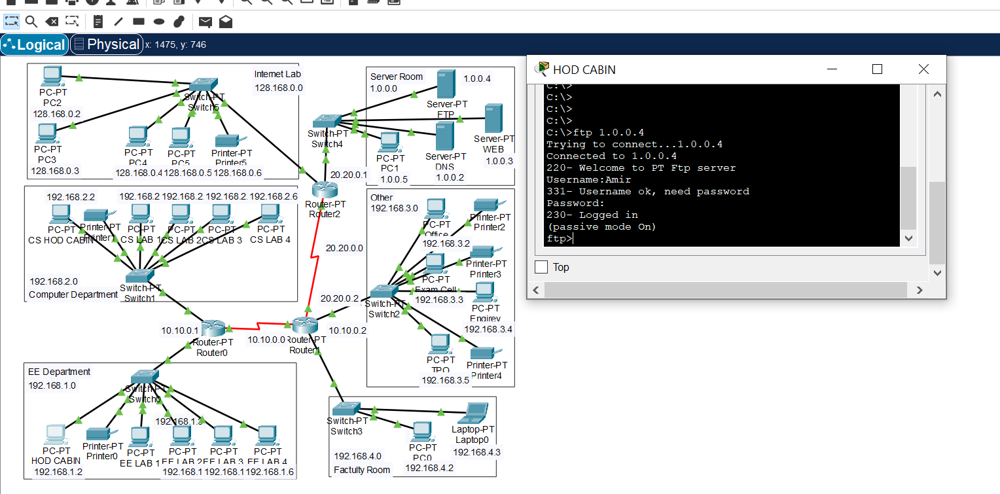 Logical
Physical
x: 1475, y: 746
Internet Lab
128.168.0.0
PC-PT
PC2
128.168.0.2
Switch-PT
Switch5
PC-PT
PC3
128.168.0.3
PC-PT
PC4
128.168.0.4
PC-PT
PC5
128.168.0.5
Printer-PT
Printer5
128.168.0.6
Server Room
1.0.0.0
1.0.0.4
Server-PT
FTP
Switch-PT
Switch4
Server-PT
WEB
1.0.0.3
Server-PT
DNS
1.0.0.2
PC-PT
PC1
1.0.0.5
20.20.0.1
Router-PT
Router2
192.168.2.2
192.168.2
192.168.2
192.168.2.
192.168.2.6
PC-PT
CS HOD CABIN
Printer-PT
Printer1
PC-PT
CS LAB 1
PC-PT
CS LAB 2
PC-PT
CS LAB 3
PC-PT
CS LAB 4
192.168.2.0
Computer Department
Switch-PT
Switch1
Other
192.168.3.0
PC-PT
Office
192.168.3.2
Printer-PT
Printer2
PC-PT
Exam Cell
192.168.3.3
Printer-PT
Printer3
Switch-PT
Switch2
PC-PT
192.168.3.4
PC-PT
TPO
192.168.3.5
Printer-PT
Printer4
20.20.0.0
20.20.0.2
10.10.0.1
Router-PT
Router0
10.10.0.0
Router-PT
Router1
10.10.0.2
EE Department
192.168.1.0
Switch-PT
Switch0
192.168.1.3
PC-PT
HOD CABIN
192.168.1.2
Printer-PT
Printer0
PC-PT
EE LAB 1
PC-PT
EE LAB 2
192.168.1
PC-PT
EE LAB 3
192.168.1
PC-PT
EE LAB 4
192.168.1.6
Switch-PT
Switch3
192.168.4.0
Factulty Room
PC-PT
PC0
192.168.4.2
Laptop-PT
Laptop0
192.168.4.3
HOD CABIN
C:\>
C:\>
C:\>
C:\>
C:\>ftp 1.0.0.4
Trying to connect...1.0.0.4
Connected to 1.0.0.4
220- Welcome to PT Ftp server
Username:Amir
331- Username ok, need password
Password:
230- Logged in
(passive mode On)
ftp>
Top